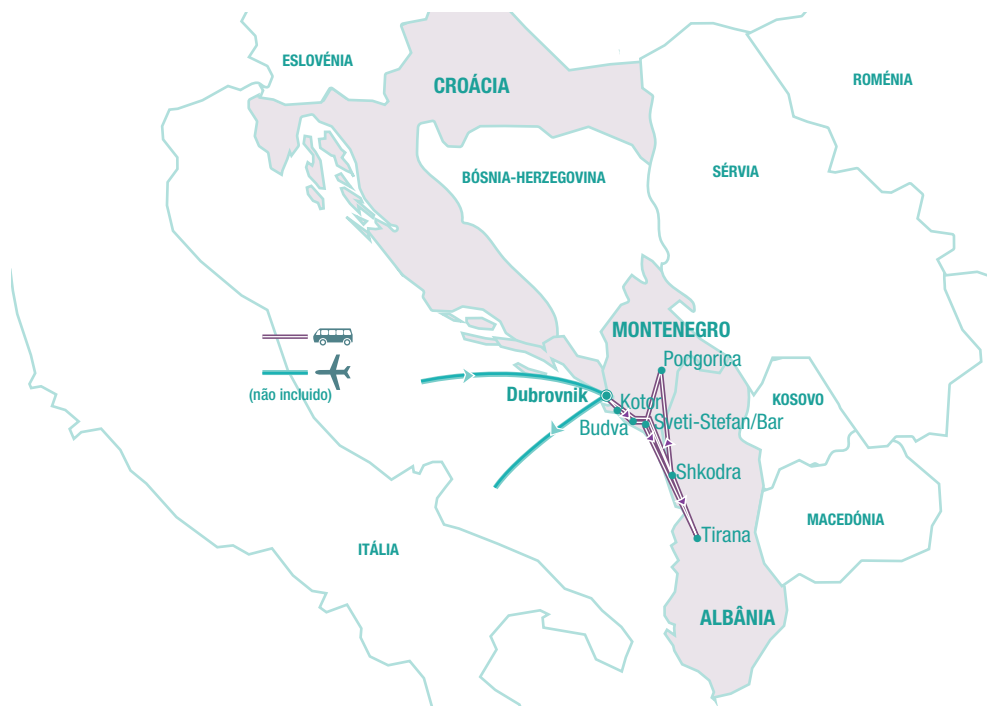 ESLOVÉNIA
CROÁCIA
ROMÉNIA
BÓSNIA-HERZEGOVINA
SÉRVIA
MONTENEGRO
Podgorica
(não incluido)
Dubrovnik
Kotor
KOSOVO
Budva
Sveti-Stefan/Bar
Shkodra
MACEDÓNIA
Tirana
ITÁLIA
ALBÂNIA